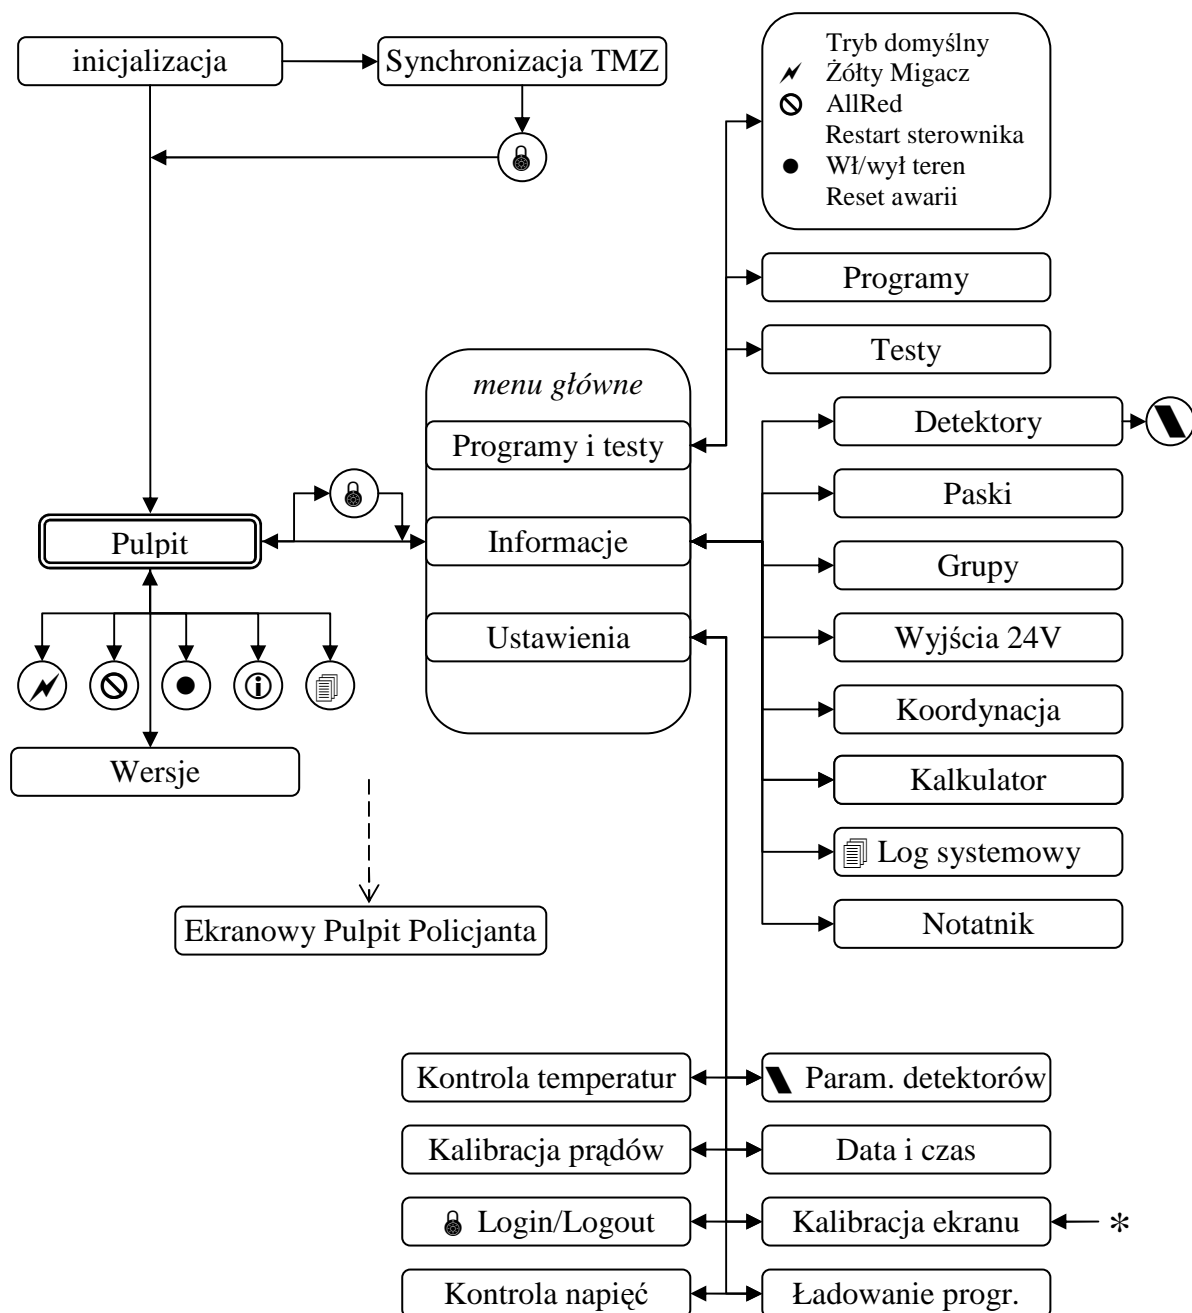 inicjalizacja
Synchronizacja TMZ
Tryb domyślny
Żółty Migacz
AllRed
Restart sterownika
Wł/wył teren
Reset awarii
Programy
Testy
menu główne
Programy i testy
Informacje
Ustawienia
Pulpit
Wersje
Ekranowy Pulpit Policjanta
Detektory
Paski
Grupy
Wyjścia 24V
Koordynacja
Kalkulator
Log systemowy
Notatnik
Kontrola temperatur
Param. detektorów
Kalibracja prądów
Data i czas
Login/Logout
Kalibracja ekranu
*
Kontrola napięć
Ładowanie progr.